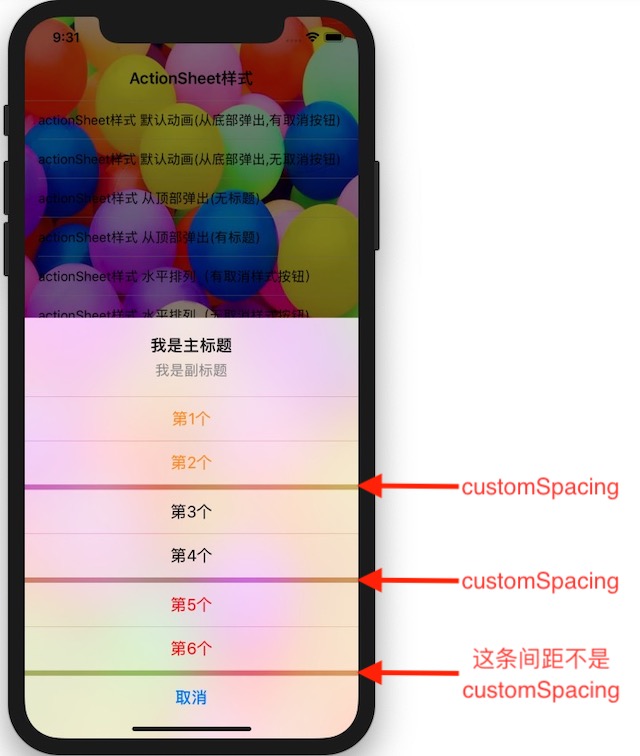 9:31
ActionSheet样式
actionSheet样式 默认动画(从底部弹出,有取消按钮)
actionSheet样式 默认动画(从底部弹出,无取消按钮)
actionSheet样式 从顶部弹出(无标题)
actionSheet样式 从顶部弹出(有标题)
actionSheet样式 水平排列（有取消样式按钮）
actionSheet样式 水平排列（无取消样式按钮）
我是主标题
我是副标题
第1个
第2个
customSpacing
第3个
第4个
customSpacing
第5个
第6个
这条间距不是
customSpacing
取消